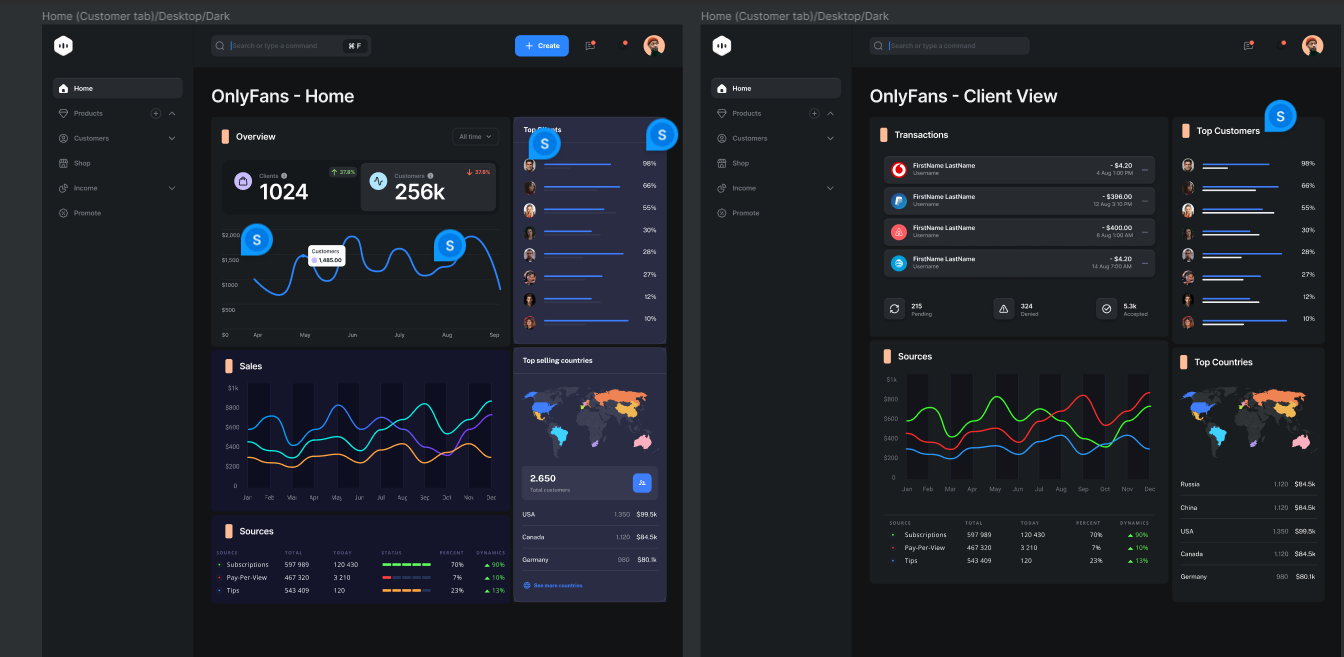 Home (Customer tab)/Desktop/Dark
Search or type a command
⌘ F
+ Create
Home
Products
Customers
Shop
Income
Promote
OnlyFans - Home
Overview
All time
Clients
1024
37.8%
Customers
256k
37.8%
$2,000
$1,500
$1000
$500
$0
S
S
Customers
1,485.00
Apr
May
Jun
July
Aug
Sep
Top Clients
S
S
98%
66%
55%
30%
28%
27%
12%
10%
Sales
$1k
$800
$600
$400
$200
0
Jan Feb Mar Apr May Jun Jul Aug Sep Oct Nov Dec
Top selling countries
2.650
Total customers
USA 1.350 $99.5k
Canada 1.120 $84.5k
Germany 980 $80.1k
See more countries
Sources
SOURCE TOTAL TODAY STATUS PERCENT DYNAMICS
Subscriptions 597 989 120 430 70% 90%
Pay-Per-View 467 320 3 210 7% 10%
Tips 543 409 120 23% 13%
Home (Customer tab)/Desktop/Dark
Search or type a command
Home
Products
Customers
Shop
Income
Promote
OnlyFans - Client View
Transactions
FirstName LastName - $4.20
Username 4 Aug 1:00 PM
FirstName LastName - $396.00
Username 12 Aug 3:10 PM
FirstName LastName - $400.00
Username 8 Aug 1:00 AM
FirstName LastName - $4.20
Username 14 Aug 7:00 AM
215
Pending
324
Denied
5.3k
Accepted
Top Customers
S
98%
66%
55%
30%
28%
27%
12%
10%
Sources
$1k
$800
$600
$400
$200
0
Jan Feb Mar Apr May Jun Jul Aug Sep Oct Nov Dec
SOURCE TOTAL TODAY PERCENT DYNAMICS
Subscriptions 597 989 120 430 70% 90%
Pay-Per-View 467 320 3 210 7% 10%
Tips 543 409 120 23% 13%
Top Countries
Russia 1.120 $84.5k
China 1.120 $84.5k
USA 1.350 $99.5k
Canada 1.120 $84.5k
Germany 980 $80.1k